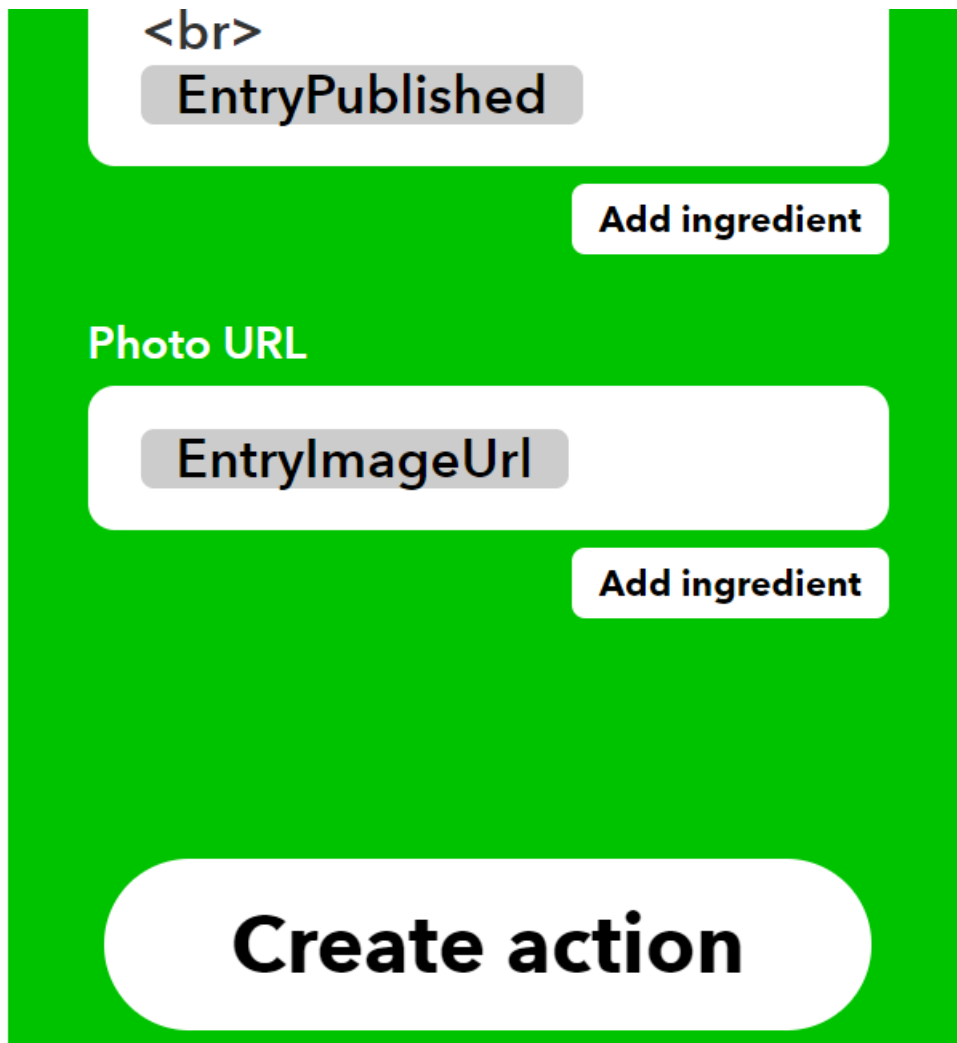 <br>
EntryPublished
Add ingredient
Photo URL
EntryImageUrl
Add ingredient
Create action